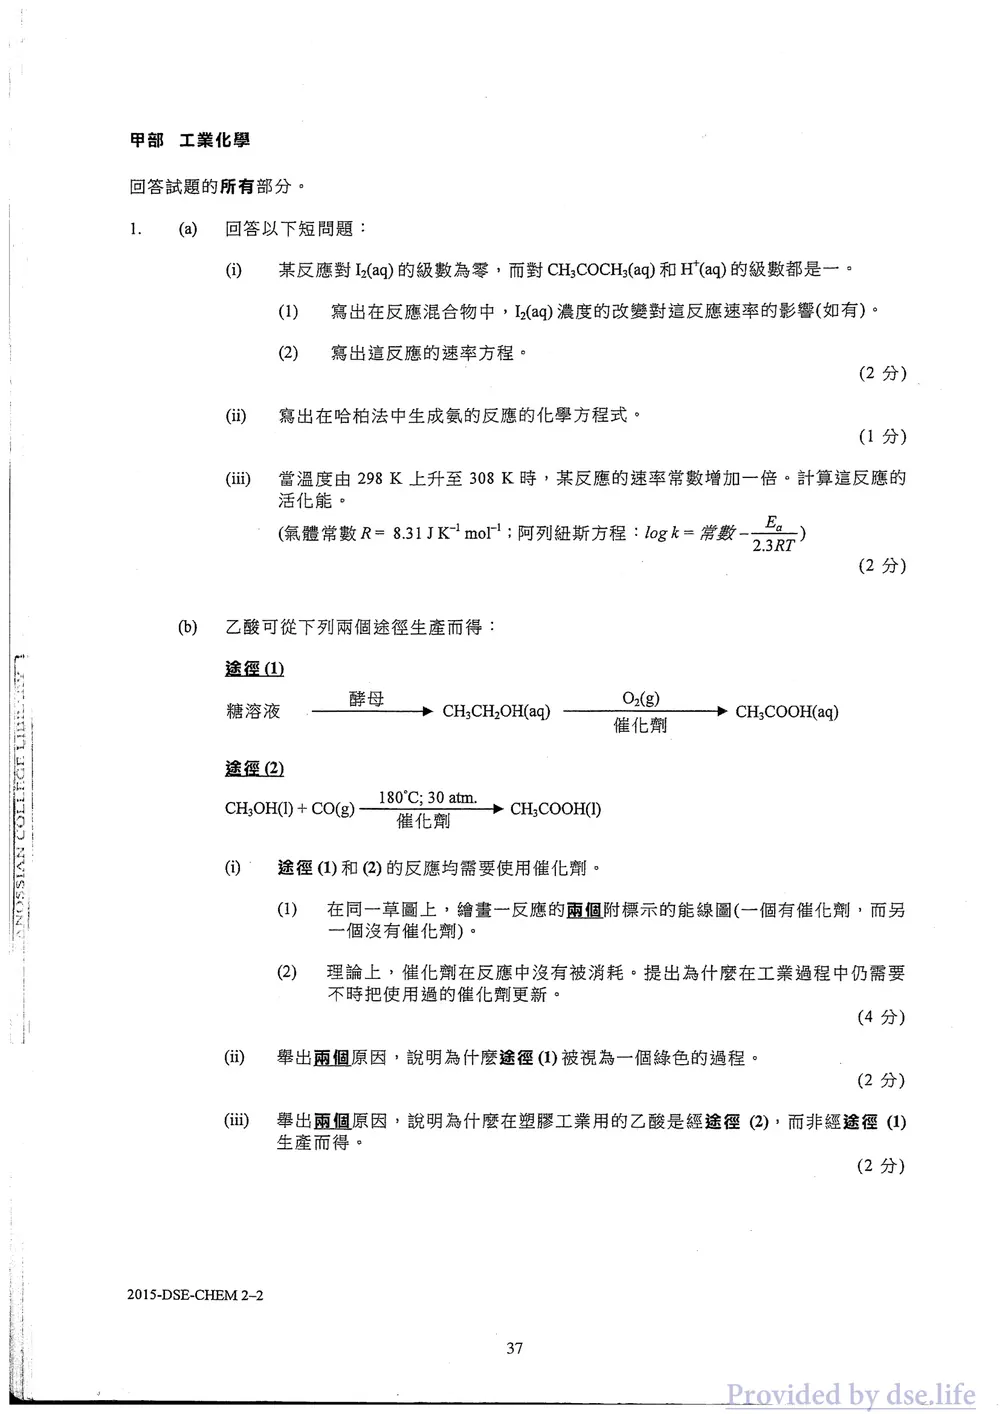 甲部 工業化學
回答試題的所有部分。
1. (a) 回答以下短問題：
(i) 某反應對 I₂(aq) 的級數為零，而對 CH₃COCH₃(aq) 和 H⁺(aq) 的級數都是一。
(1) 寫出在反應混合物中，I₂(aq) 濃度的改變對這反應速率的影響(如有)。
(2) 寫出這反應的速率方程。
(2 分)
(ii) 寫出在哈柏法中生成氨的反應的化學方程式。
(1 分)
(iii) 當溫度由 298 K 上升至 308 K 時，某反應的速率常數增加一倍。計算這反應的
活化能。
(氣體常數 R = 8.31 J K⁻¹ mol⁻¹；阿列紐斯方程：log k = 常數 – Eₐ/2.3RT)
(2 分)
(b) 乙酸可從下列兩個途徑生產而得：
途徑 (1)
糖溶液 酵母 CH₃CH₂OH(aq) O₂(g) 催化劑 CH₃COOH(aq)
途徑 (2)
CH₃OH(l) + CO(g) 180°C; 30 atm. 催化劑 CH₃COOH(l)
(i) 途徑 (1) 和 (2) 的反應均需要使用催化劑。
(1) 在同一草圖上，繪畫一反應的兩個附標示的能線圖(一個有催化劑，而另
一個沒有催化劑)。
(2) 理論上，催化劑在反應中沒有被消耗。提出為什麼在工業過程中仍需要
不時把使用過的催化劑更新。
(4 分)
(ii) 舉出兩個原因，說明為什麼途徑 (1) 被視為一個綠色的過程。
(2 分)
(iii) 舉出兩個原因，說明為什麼在塑膠工業用的乙酸是經途徑 (2)，而非經途徑 (1)
生產而得。
(2 分)
2015-DSE-CHEM 2–2
37
Provided by dse.life